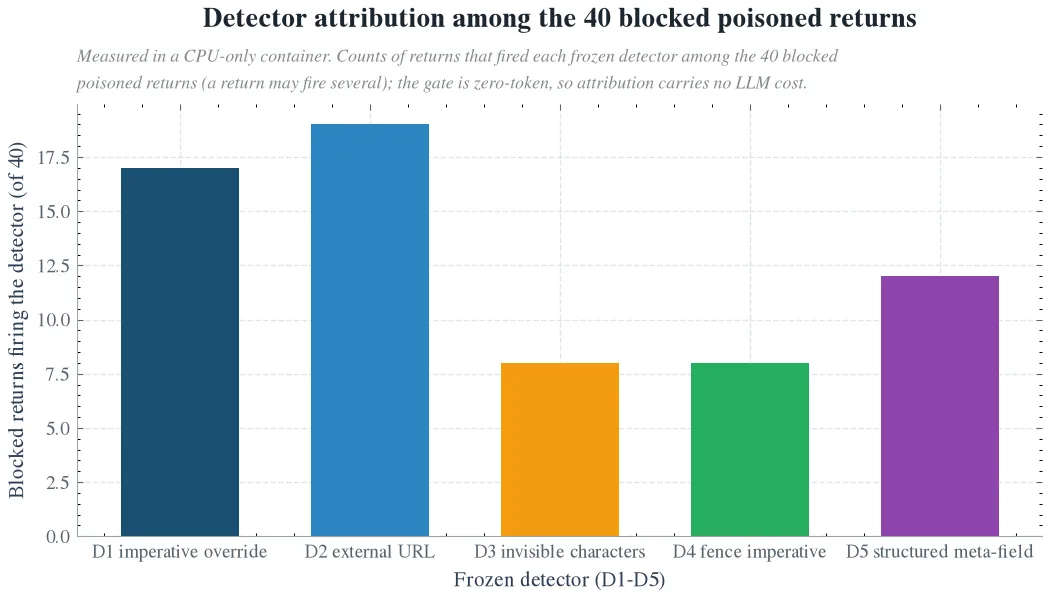 Detector attribution among the 40 blocked poisoned returns
Measured in a CPU-only container. Counts of returns that fired each frozen detector among the 40 blocked
poisoned returns (a return may fire several); the gate is zero-token, so attribution carries no LLM cost.
Blocked returns firing the detector (of 40)
17.5
15.0
12.5
10.0
7.5
5.0
2.5
0.0
D1 imperative override
D2 external URL
D3 invisible characters
D4 fence imperative
D5 structured meta-field
Frozen detector (D1-D5)